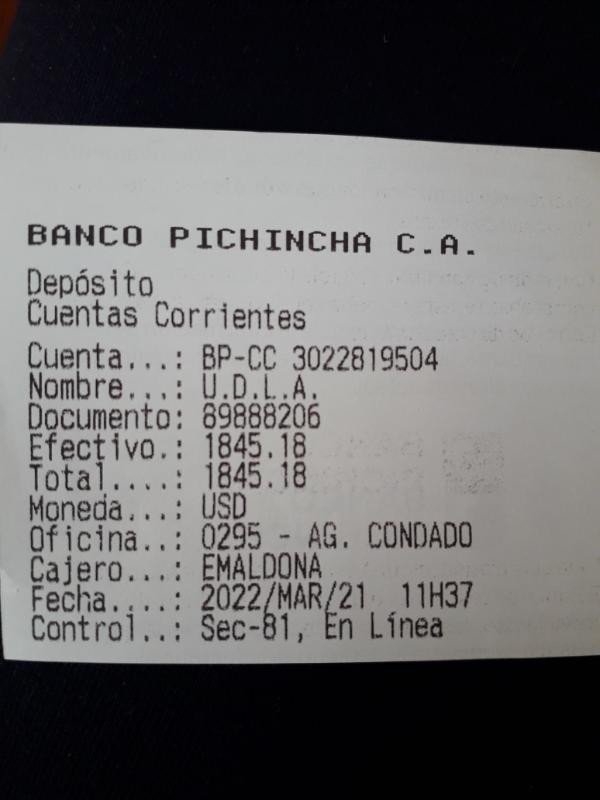 BANCO PICHINCHA C.A.
Depósito
Cuentas Corrientes
Cuenta...: BP-CC 3022819504
Nombre...: U.D.L.A.
Documento: 89888206
Efectivo.: 1845.18
Total....: 1845.18
Moneda...: USD
Oficina..: 0295 - AG. CONDADO
Cajero...: EMALDONA
Fecha....: 2022/MAR/21 11H37
Control..: Sec-81, En Línea